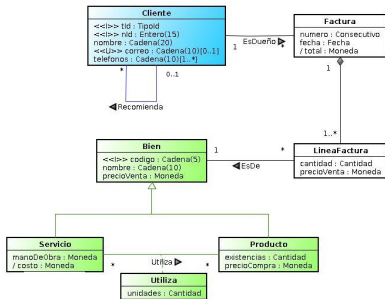 Cliente
<<I>> tId : TipoId
<<I>> nId : Entero(15)
nombre : Cadena(20)
<<U>> correo : Cadena(10)[0..1]
telefonos : Cadena(10)[1..*]
EsDueño
1
*
Factura
numero : Consecutivo
fecha : Fecha
/ total : Moneda
*
0..1
Recomienda
1
1..*
Bien
<<I>> codigo : Cadena(5)
nombre : Cadena(10)
precioVenta : Moneda
1
*
EsDe
LineaFactura
cantidad : Cantidad
precioVenta : Moneda
Servicio
manoDeObra : Moneda
/ costo : Moneda
*
Utiliza
*
Producto
existencias : Cantidad
precioCompra : Moneda
Utiliza
unidades : Cantidad